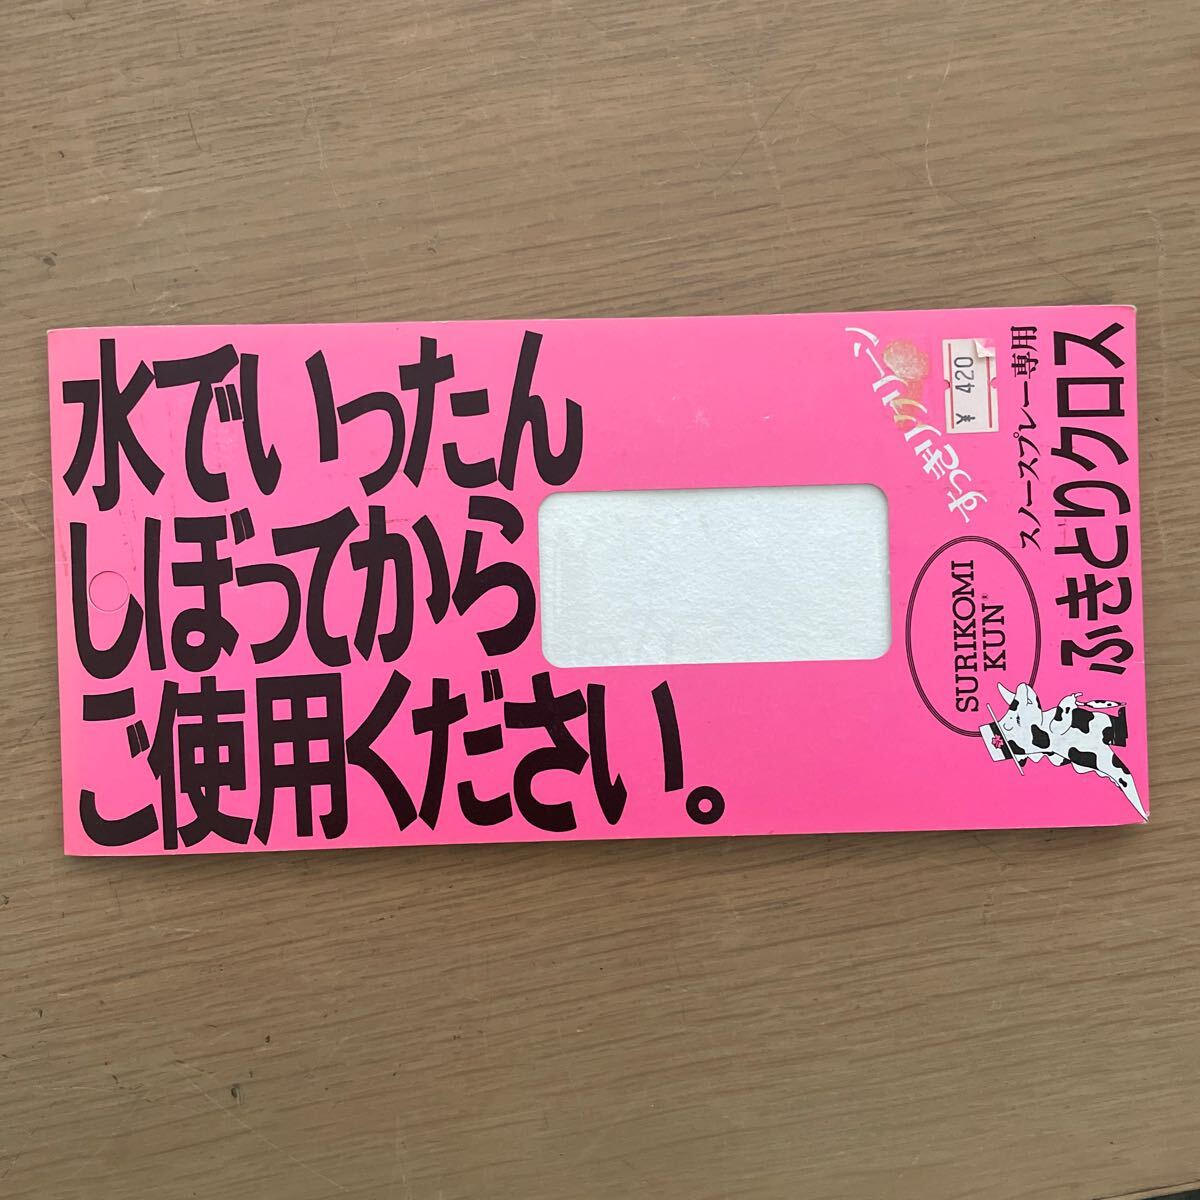 水でいったん
しぼってから
ご使用ください。
すっきりクリーン
¥ 420
スノースプレー専用
ふきとりクロス
SURIKOMI
KUN®